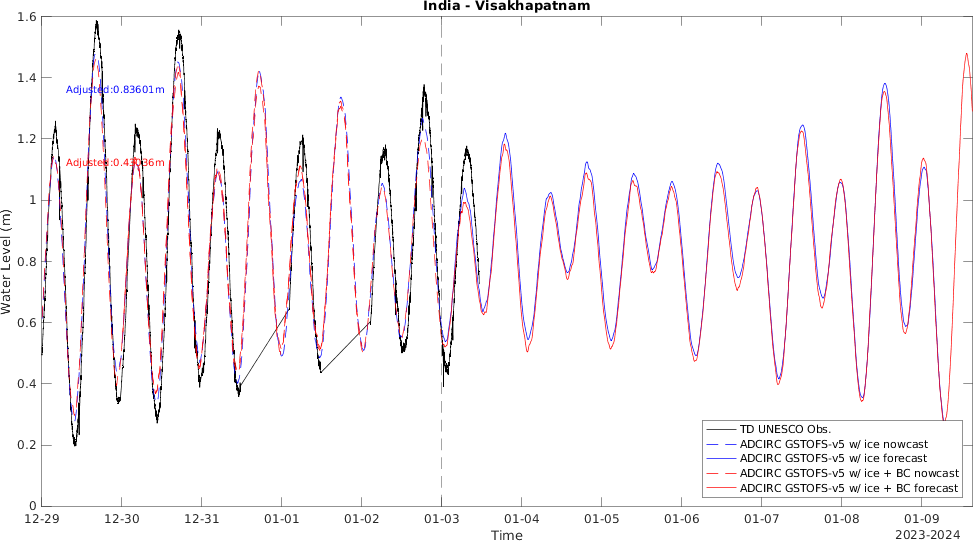 India - Visakhapatnam
Water Level (m)
1.6
1.4
1.2
1
0.8
0.6
0.4
0.2
0
Adjusted:0.83601m
Adjusted:0.43036m
TD UNESCO Obs.
ADCIRC GSTOFS-v5 w/ ice nowcast
ADCIRC GSTOFS-v5 w/ ice forecast
ADCIRC GSTOFS-v5 w/ ice + BC nowcast
ADCIRC GSTOFS-v5 w/ ice + BC forecast
12-29 12-30 12-31 01-01 01-02 01-03 01-04 01-05 01-06 01-07 01-08 01-09
Time
2023-2024